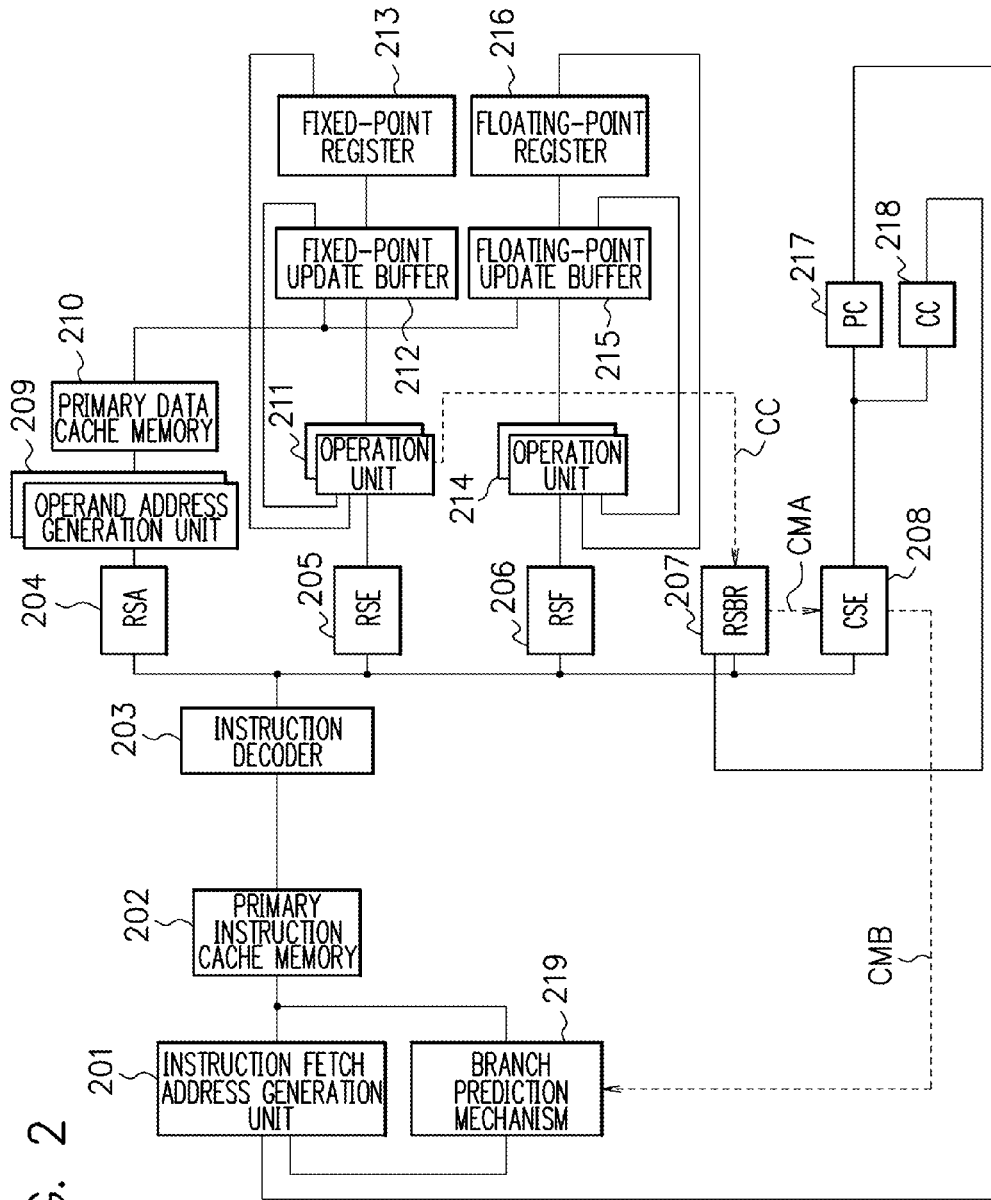 G. 2
201
INSTRUCTION FETCH
ADDRESS GENERATION
UNIT
219
BRANCH
PREDICTION
MECHANISM
202
PRIMARY
INSTRUCTION
CACHE MEMORY
203
INSTRUCTION
DECODER
204
RSA
205
RSE
206
RSF
207
RSBR
CMA
CSE
208
CMB
209
OPERAND ADDRESS
GENERATION UNIT
210
PRIMARY DATA
CACHE MEMORY
211
OPERATION
UNIT
214
OPERATION
UNIT
CC
212
FIXED-POINT
UPDATE BUFFER
215
FLOATING-POINT
UPDATE BUFFER
213
FIXED-POINT
REGISTER
216
FLOATING-POINT
REGISTER
217
PC
218
CC